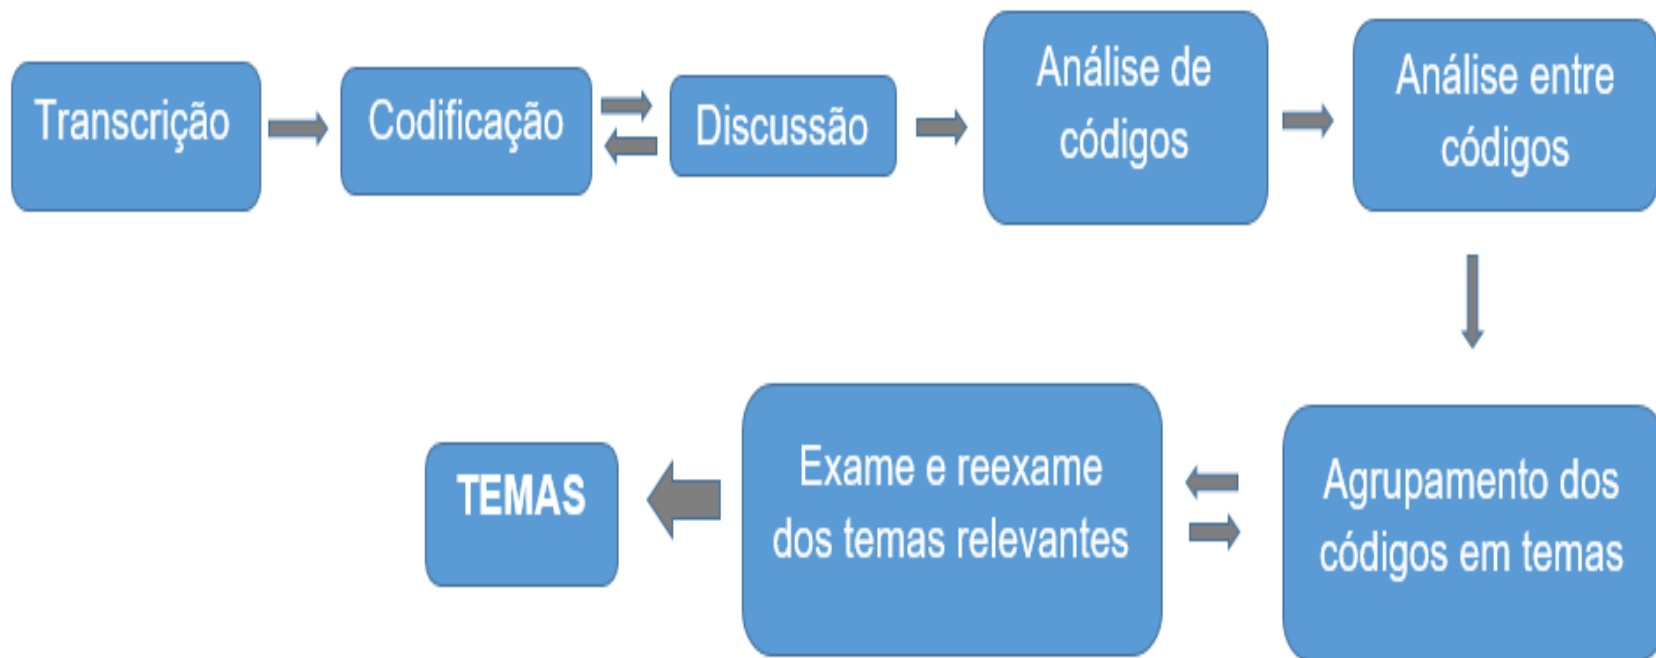 Transcrição
Codificação
Discussão
Análise de
códigos
Análise entre
códigos
Agrupamento dos
códigos em temas
Exame e reexame
dos temas relevantes
TEMAS